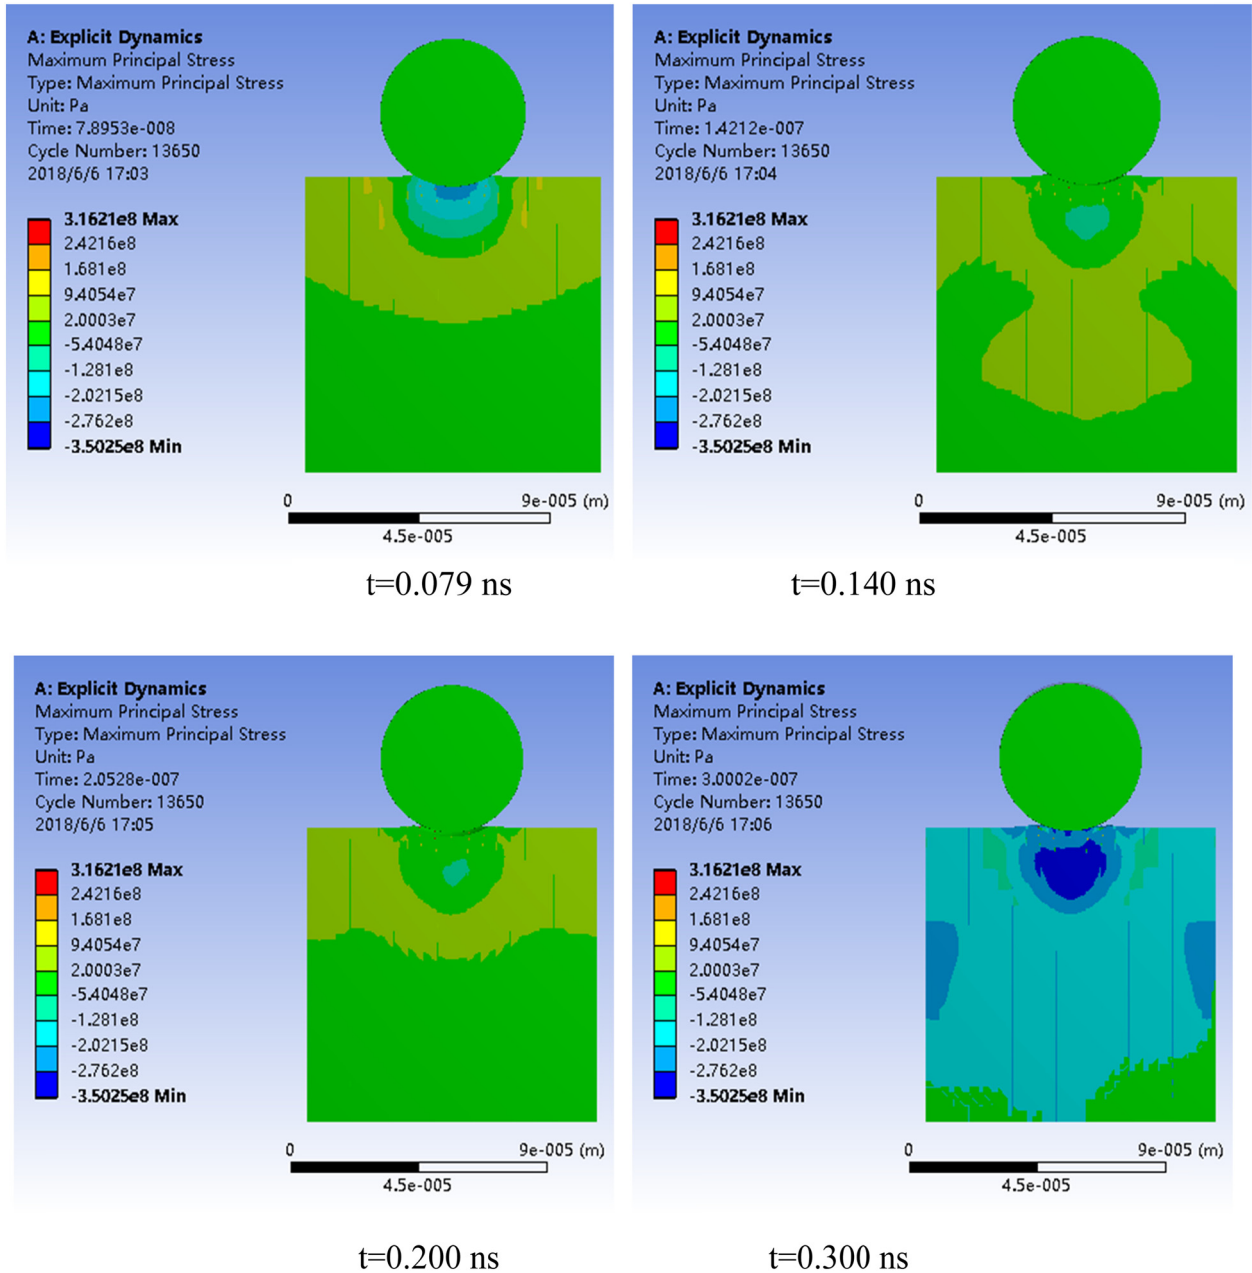 A: Explicit Dynamics
Maximum Principal Stress
Type: Maximum Principal Stress
Unit: Pa
Time: 7.8953e-008
Cycle Number: 13650
2018/6/6 17:03
3.1621e8 Max
2.4216e8
1.681e8
9.4054e7
2.0003e7
-5.4048e7
-1.281e8
-2.0215e8
-2.762e8
-3.5025e8 Min
0
9e-005 (m)
4.5e-005
t=0.079 ns
A: Explicit Dynamics
Maximum Principal Stress
Type: Maximum Principal Stress
Unit: Pa
Time: 1.4212e-007
Cycle Number: 13650
2018/6/6 17:04
3.1621e8 Max
2.4216e8
1.681e8
9.4054e7
2.0003e7
-5.4048e7
-1.281e8
-2.0215e8
-2.762e8
-3.5025e8 Min
0
9e-005 (m)
4.5e-005
t=0.140 ns
A: Explicit Dynamics
Maximum Principal Stress
Type: Maximum Principal Stress
Unit: Pa
Time: 2.0528e-007
Cycle Number: 13650
2018/6/6 17:05
3.1621e8 Max
2.4216e8
1.681e8
9.4054e7
2.0003e7
-5.4048e7
-1.281e8
-2.0215e8
-2.762e8
-3.5025e8 Min
0
9e-005 (m)
4.5e-005
t=0.200 ns
A: Explicit Dynamics
Maximum Principal Stress
Type: Maximum Principal Stress
Unit: Pa
Time: 3.0002e-007
Cycle Number: 13650
2018/6/6 17:06
3.1621e8 Max
2.4216e8
1.681e8
9.4054e7
2.0003e7
-5.4048e7
-1.281e8
-2.0215e8
-2.762e8
-3.5025e8 Min
0
9e-005 (m)
4.5e-005
t=0.300 ns